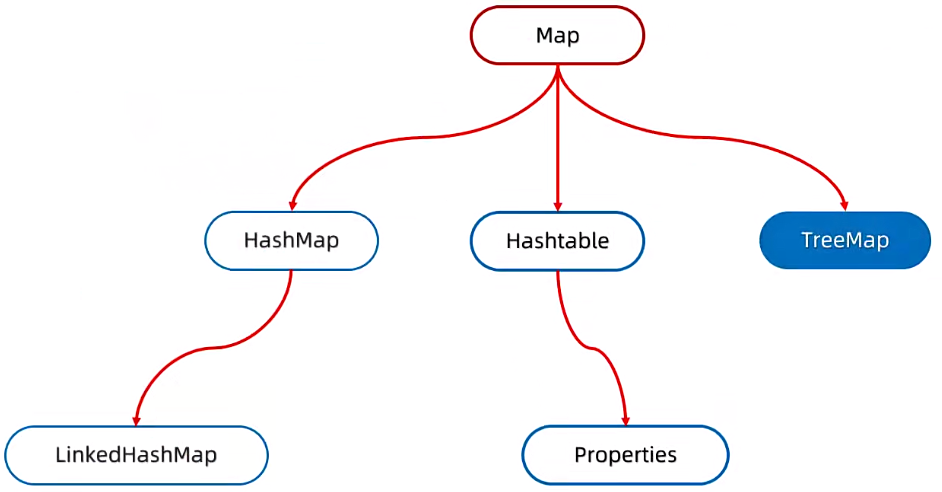 Map
HashMap
Hashtable
TreeMap
LinkedHashMap
Properties